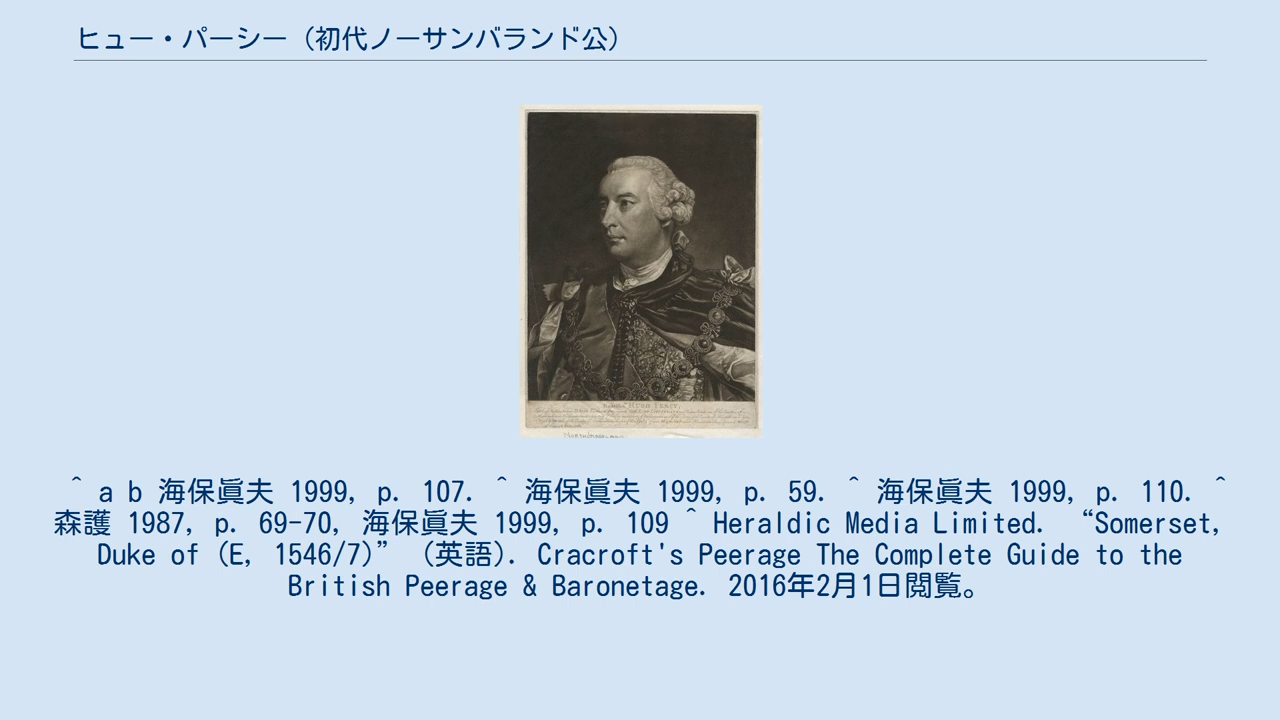 ヒュー・パーシー（初代ノーサンバランド公）
HUGH PERCY,
^ a b 海保眞夫 1999, p. 107. ^ 海保眞夫 1999, p. 59. ^ 海保眞夫 1999, p. 110. ^
森護 1987, p. 69-70, 海保眞夫 1999, p. 109 ^ Heraldic Media Limited. “Somerset,
Duke of (E, 1546/7)” （英語）. Cracroft's Peerage The Complete Guide to the
British Peerage & Baronetage. 2016年2月1日閲覧。